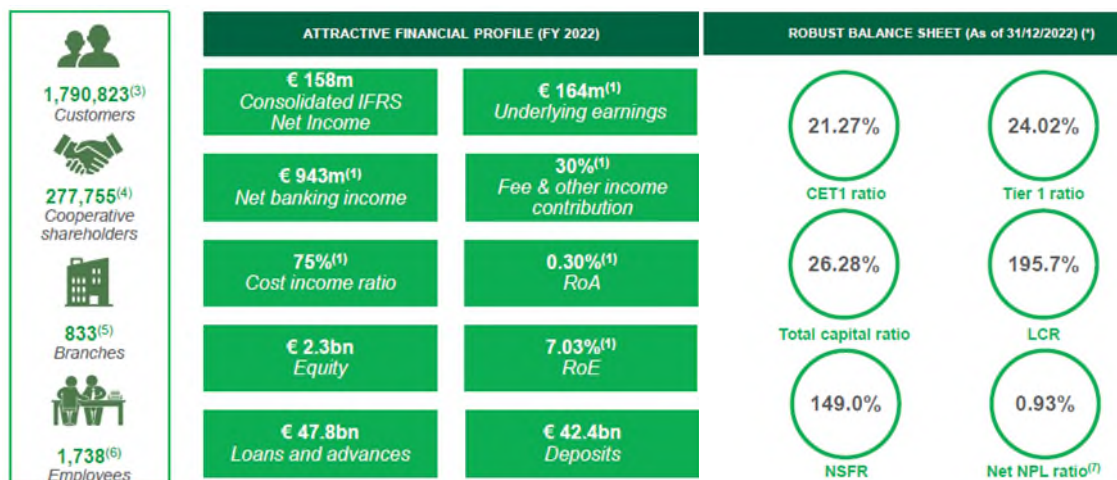 1,790,823(3)
Customers
277,755(4)
Cooperative
shareholders
833(5)
Branches
1,738(6)
Employees
ATTRACTIVE FINANCIAL PROFILE (FY 2022)
€ 158m
Consolidated IFRS
Net Income
€ 164m(1)
Underlying earnings
€ 943m(1)
Net banking income
30%(1)
Fee & other income
contribution
75%(1)
Cost income ratio
0.30%(1)
RoA
€ 2.3bn
Equity
7.03%(1)
RoE
€ 47.8bn
Loans and advances
€ 42.4bn
Deposits
ROBUST BALANCE SHEET (As of 31/12/2022) (*)
21.27%
CET1 ratio
24.02%
Tier 1 ratio
26.28%
Total capital ratio
195.7%
LCR
149.0%
NSFR
0.93%
Net NPL ratio(7)